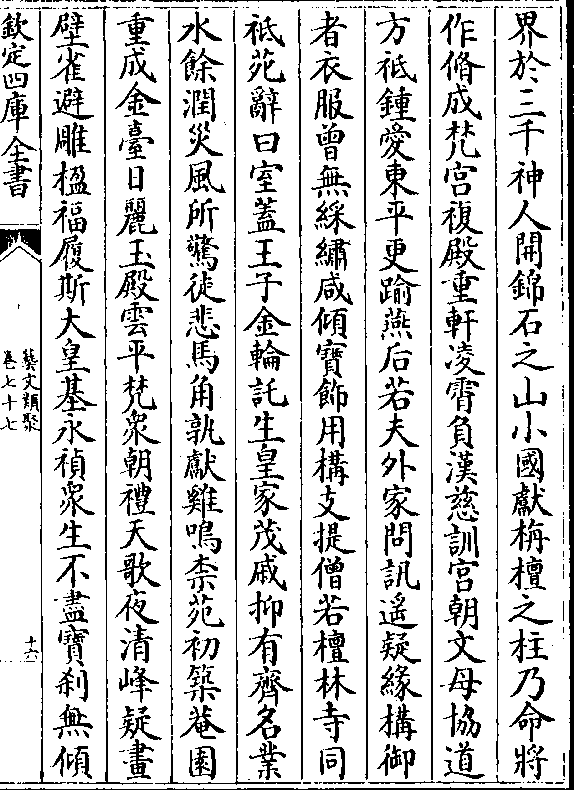 界於三千神人開錦石之山小國獻栴檀之柱乃命將
作脩成梵宫複殿重軒凌霄負漢慈訓宫朝文母協道
方祗鍾愛東平更踰燕后若夫外家問訊遥疑緣構御
者衣服曾無綵繡咸傾寶飾用構支提僧若檀林寺同
祗苑辭曰室蓋王子金輪託生皇家茂戚抑有齊名業
水餘潤災風所驚徒悲馬角孰獻雞鳴柰苑初築菴園
重成金臺日麗玉殿雲平梵衆朝禮天歌夜清峰疑畫
壁雀避雕楹福履斯大皇基永禎衆生不盡寶刹無傾
欽定四庫全書
藝文類聚
卷七十七
十六